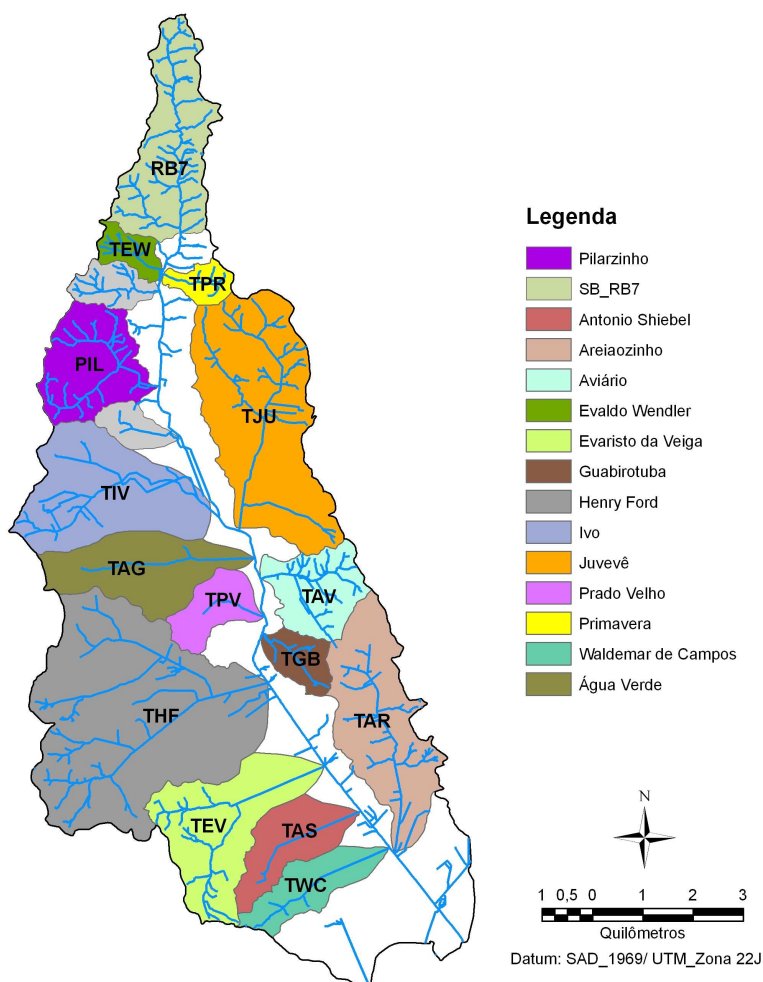 RB7
TEW
TPR
PIL
TJU
TIV
TAG
TPV
TAV
TGB
THF
TAR
TEV
TAS
TWC
Legenda
Pilarzinho
SB_RB7
Antonio Shiebel
Areiaozinho
Aviário
Evaldo Wendler
Evaristo da Veiga
Guabirotuba
Henry Ford
Ivo
Juvevê
Prado Velho
Primavera
Waldemar de Campos
Água Verde
N
1 0,5 0 1 2 3
Quilômetros
Datum: SAD_1969/ UTM_Zona 22J